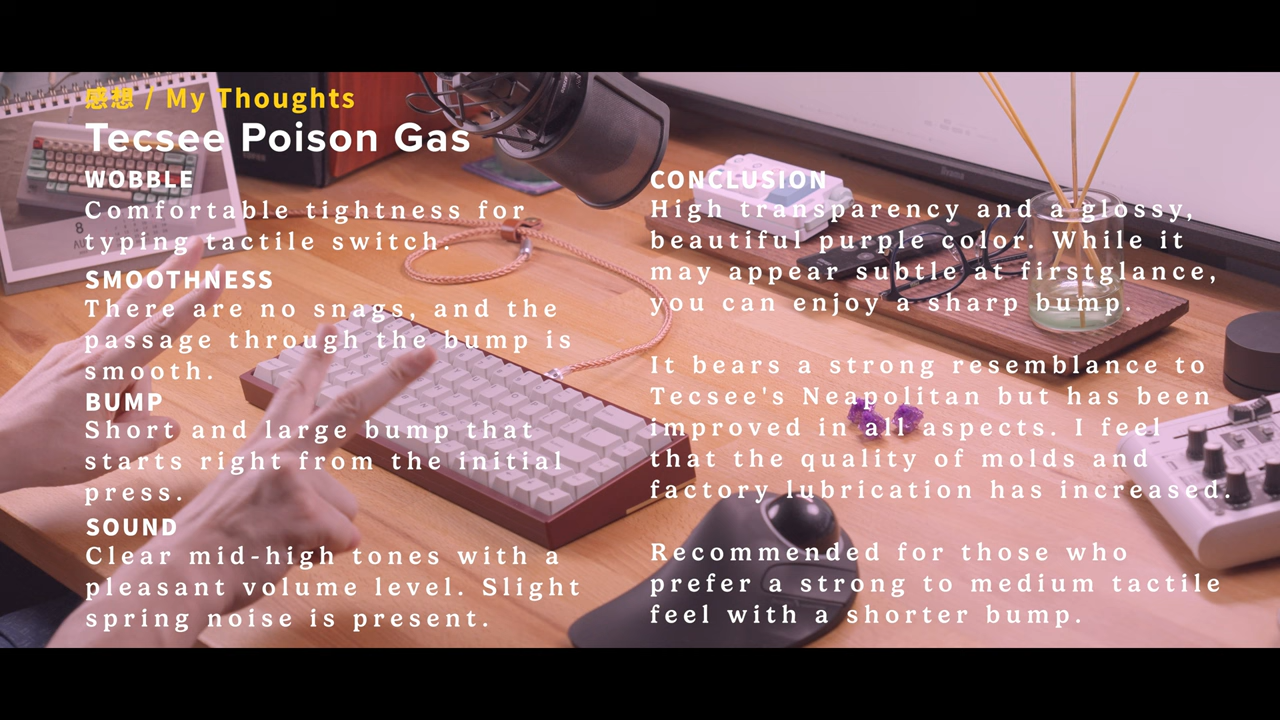 感想 / My Thoughts
Tecsee Poison Gas
WOBBLE
Comfortable tightness for
typing tactile switch.
SMOOTHNESS
There are no snags, and the
passage through the bump is
smooth.
BUMP
Short and large bump that
starts right from the initial
press.
SOUND
Clear mid-high tones with a
pleasant volume level. Slight
spring noise is present.
CONCLUSION
High transparency and a glossy,
beautiful purple color. While it
may appear subtle at firstglance,
you can enjoy a sharp bump.
It bears a strong resemblance to
Tecsee's Neapolitan but has been
improved in all aspects. I feel
that the quality of molds and
factory lubrication has increased.
Recommended for those who
prefer a strong to medium tactile
feel with a shorter bump.
8